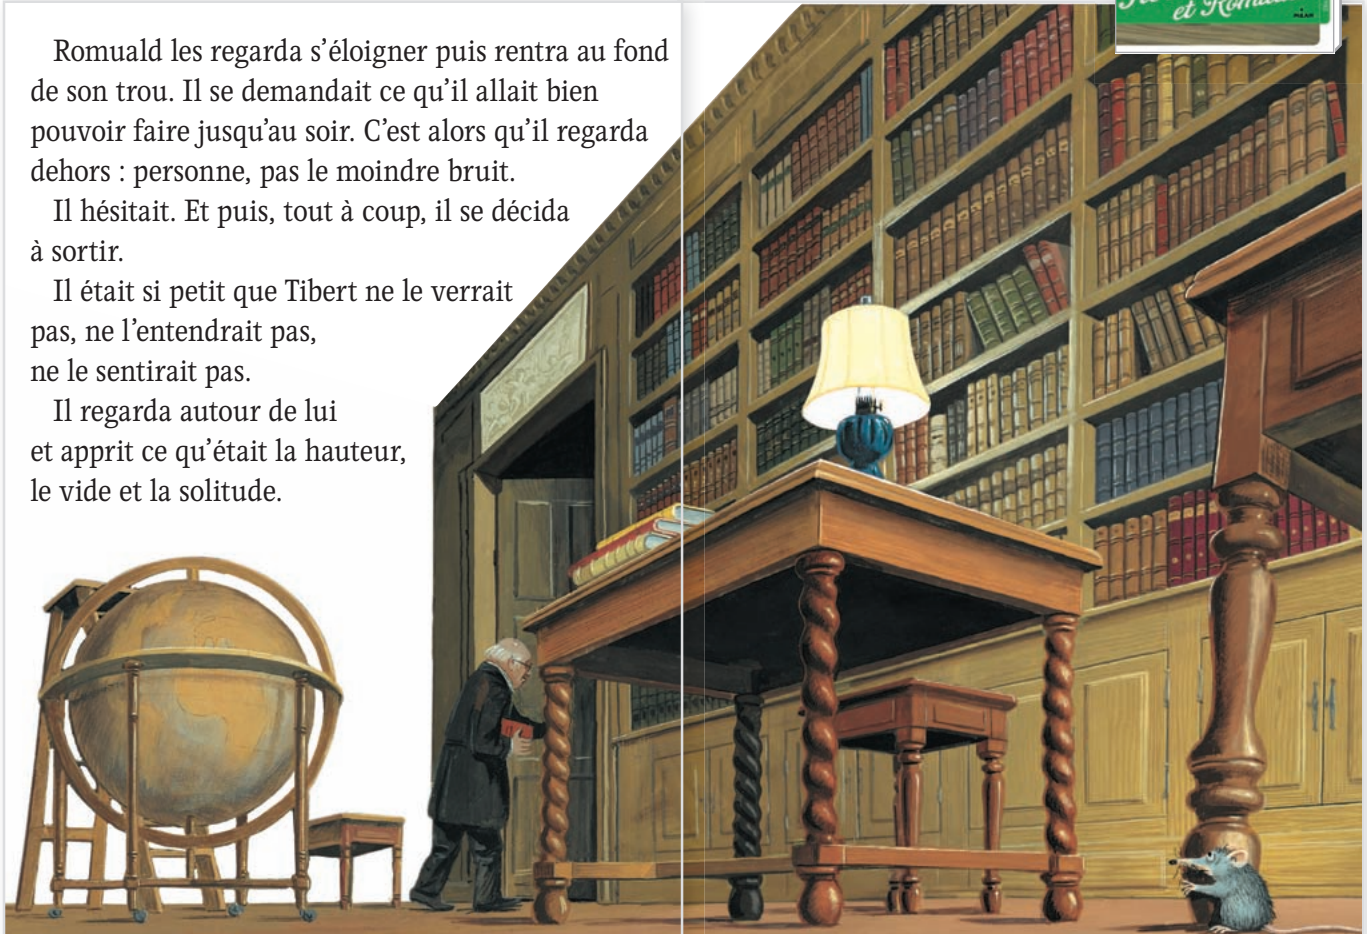 Romuald les regarda s’éloigner puis rentra au fond
de son trou. Il se demandait ce qu’il allait bien
pouvoir faire jusqu’au soir. C’est alors qu’il regarda
dehors : personne, pas le moindre bruit.
Il hésitait. Et puis, tout à coup, il se décida
à sortir.
Il était si petit que Tibert ne le verrait
pas, ne l’entendrait pas,
ne le sentirait pas.
Il regarda autour de lui
et apprit ce qu’était la hauteur,
le vide et la solitude.
et
MILAN